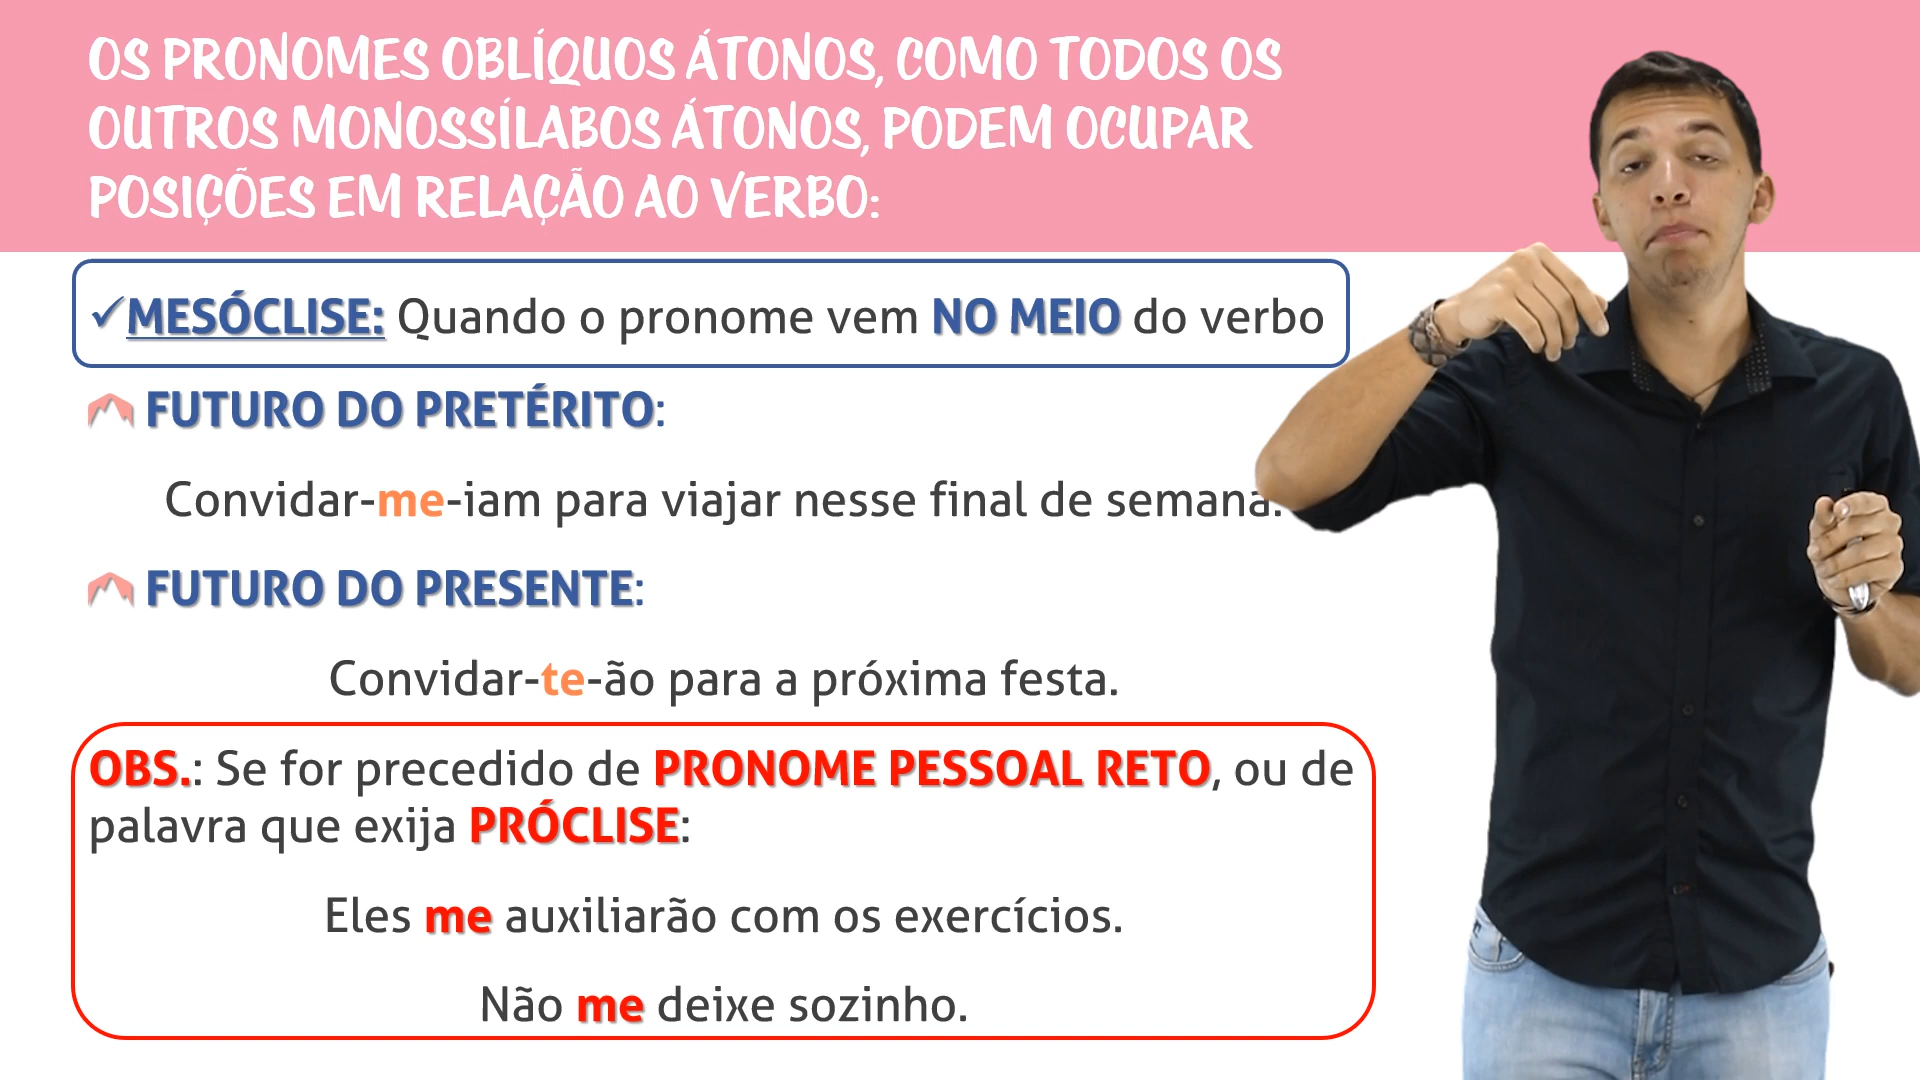 OS PRONOMES OBLÍQUOS ÁTONOS, COMO TODOS OS
OUTROS MONOSSÍLABOS ÁTONOS, PODEM OCUPAR
POSIÇÕES EM RELAÇÃO AO VERBO:
✓MESÓCLISE: Quando o pronome vem NO MEIO do verbo
FUTURO DO PRETÉRITO:
Convidar-me-iam para viajar nesse final de semana.
FUTURO DO PRESENTE:
Convidar-te-ão para a próxima festa.
OBS.: Se for precedido de PRONOME PESSOAL RETO, ou de
palavra que exija PRÓCLISE:
Eles me auxiliarão com os exercícios.
Não me deixe sozinho.